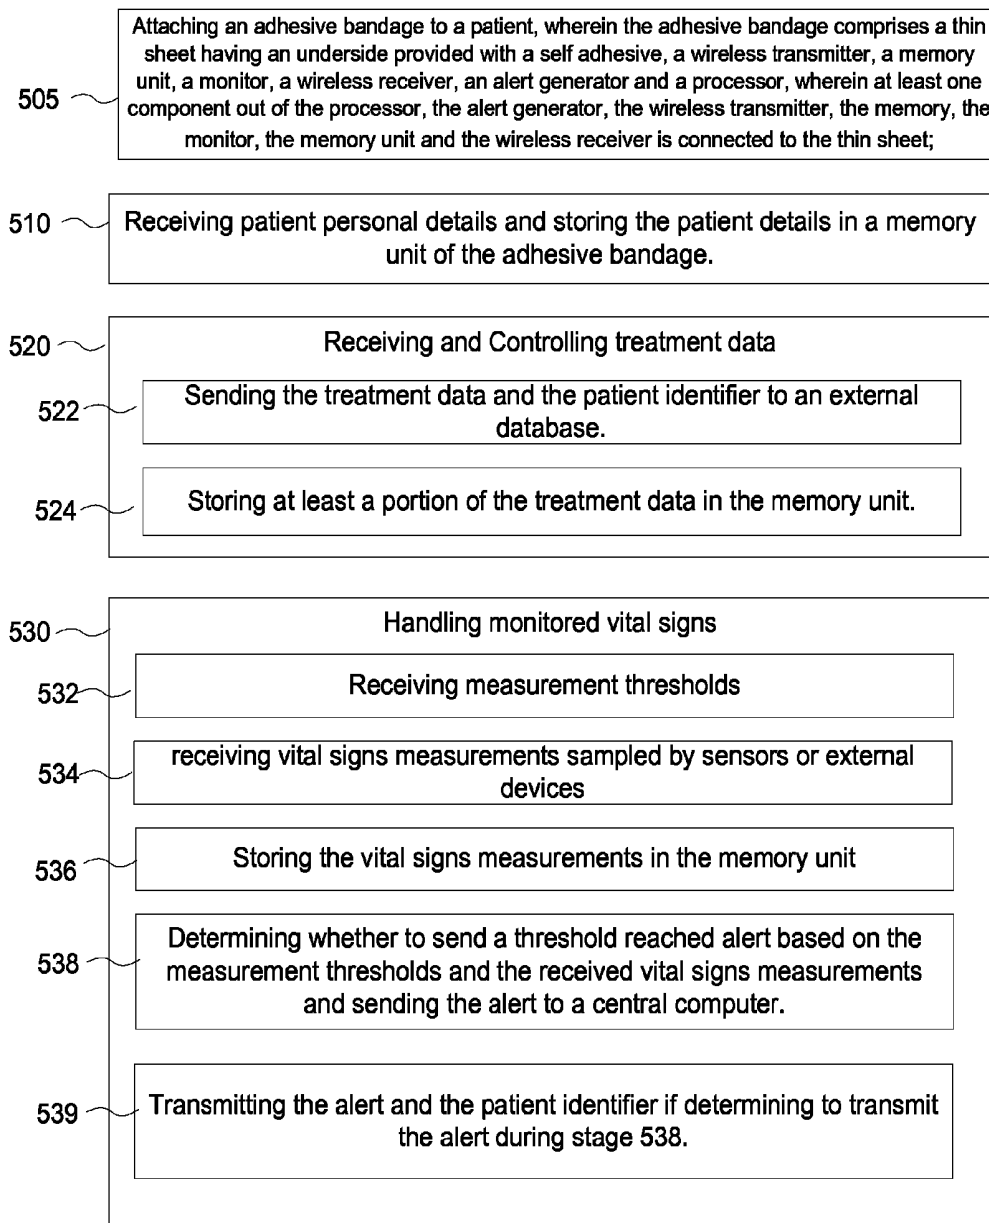 Attaching an adhesive bandage to a patient, wherein the adhesive bandage comprises a thin
sheet having an underside provided with a self adhesive, a wireless transmitter, a memory
unit, a monitor, a wireless receiver, an alert generator and a processor, wherein at least one
505
component out of the processor, the alert generator, the wireless transmitter, the memory, the
monitor, the memory unit and the wireless receiver is connected to the thin sheet;
510
Receiving patient personal details and storing the patient details in a memory
unit of the adhesive bandage.
520
Receiving and Controlling treatment data
522
Sending the treatment data and the patient identifier to an external
database.
524
Storing at least a portion of the treatment data in the memory unit.
530
Handling monitored vital signs
532
Receiving measurement thresholds
534
receiving vital signs measurements sampled by sensors or external
devices
536
Storing the vital signs measurements in the memory unit
538
Determining whether to send a threshold reached alert based on the
measurement thresholds and the received vital signs measurements
and sending the alert to a central computer.
539
Transmitting the alert and the patient identifier if determining to transmit
the alert during stage 538.